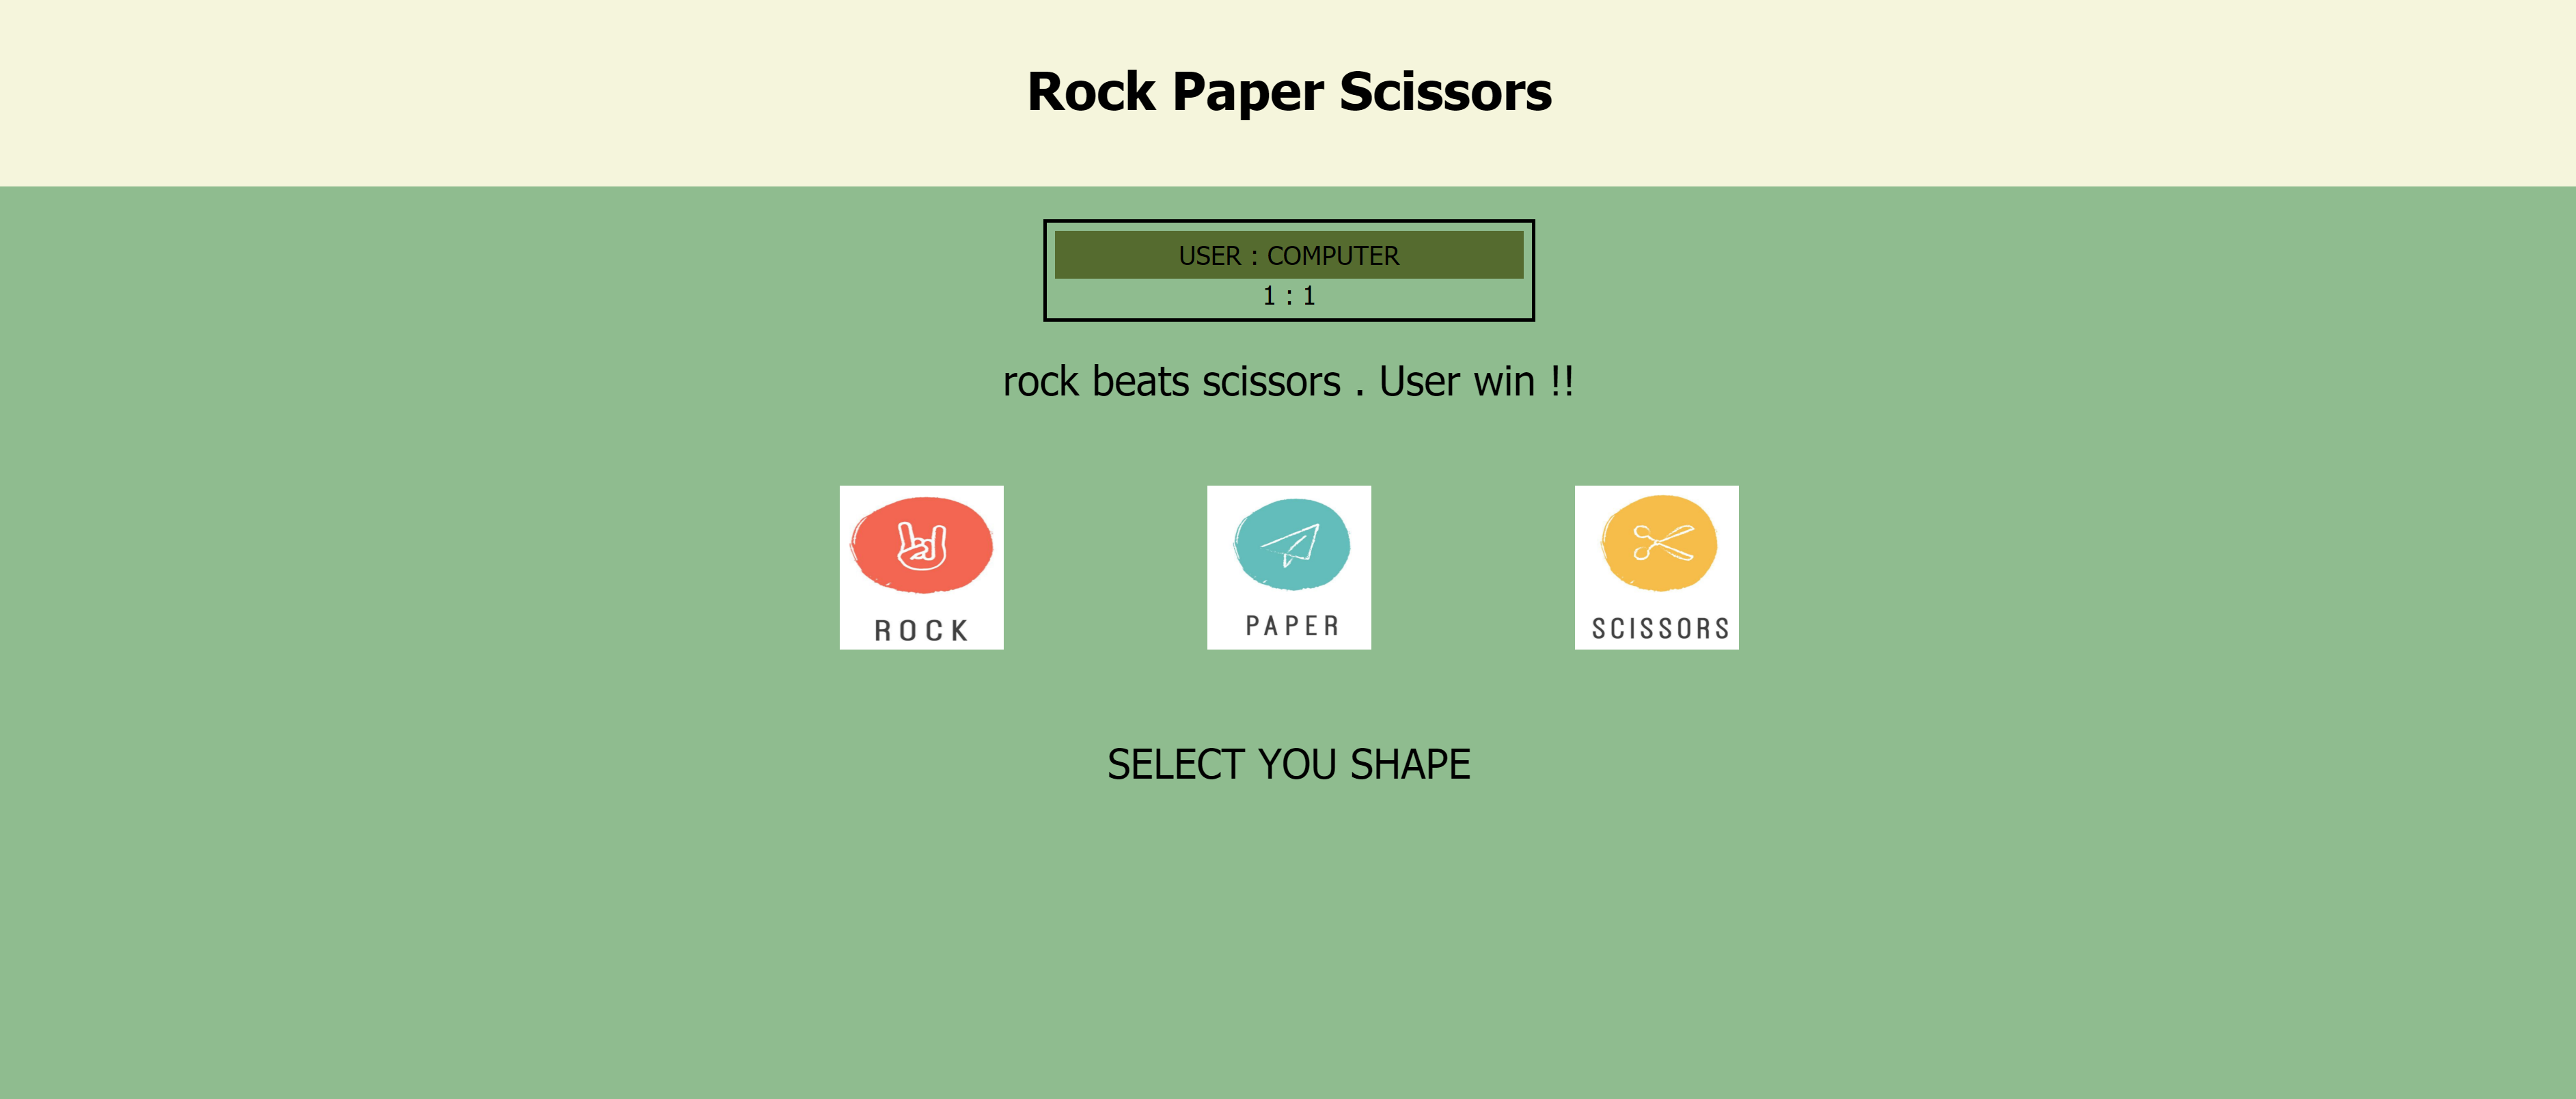 Rock Paper Scissors
USER : COMPUTER
1 : 1
rock beats scissors . User win !!
ROCK
PAPER
SCISSORS
SELECT YOU SHAPE